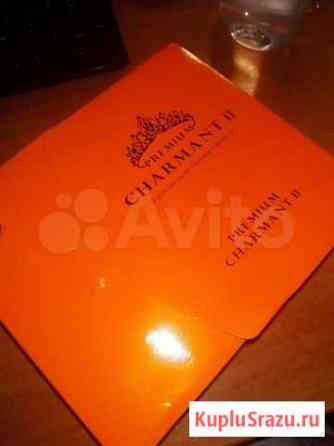 PREMIUM
CHARMANT II
PREMIUM
CHARMANT II
Avito
KupluSrazu.ru